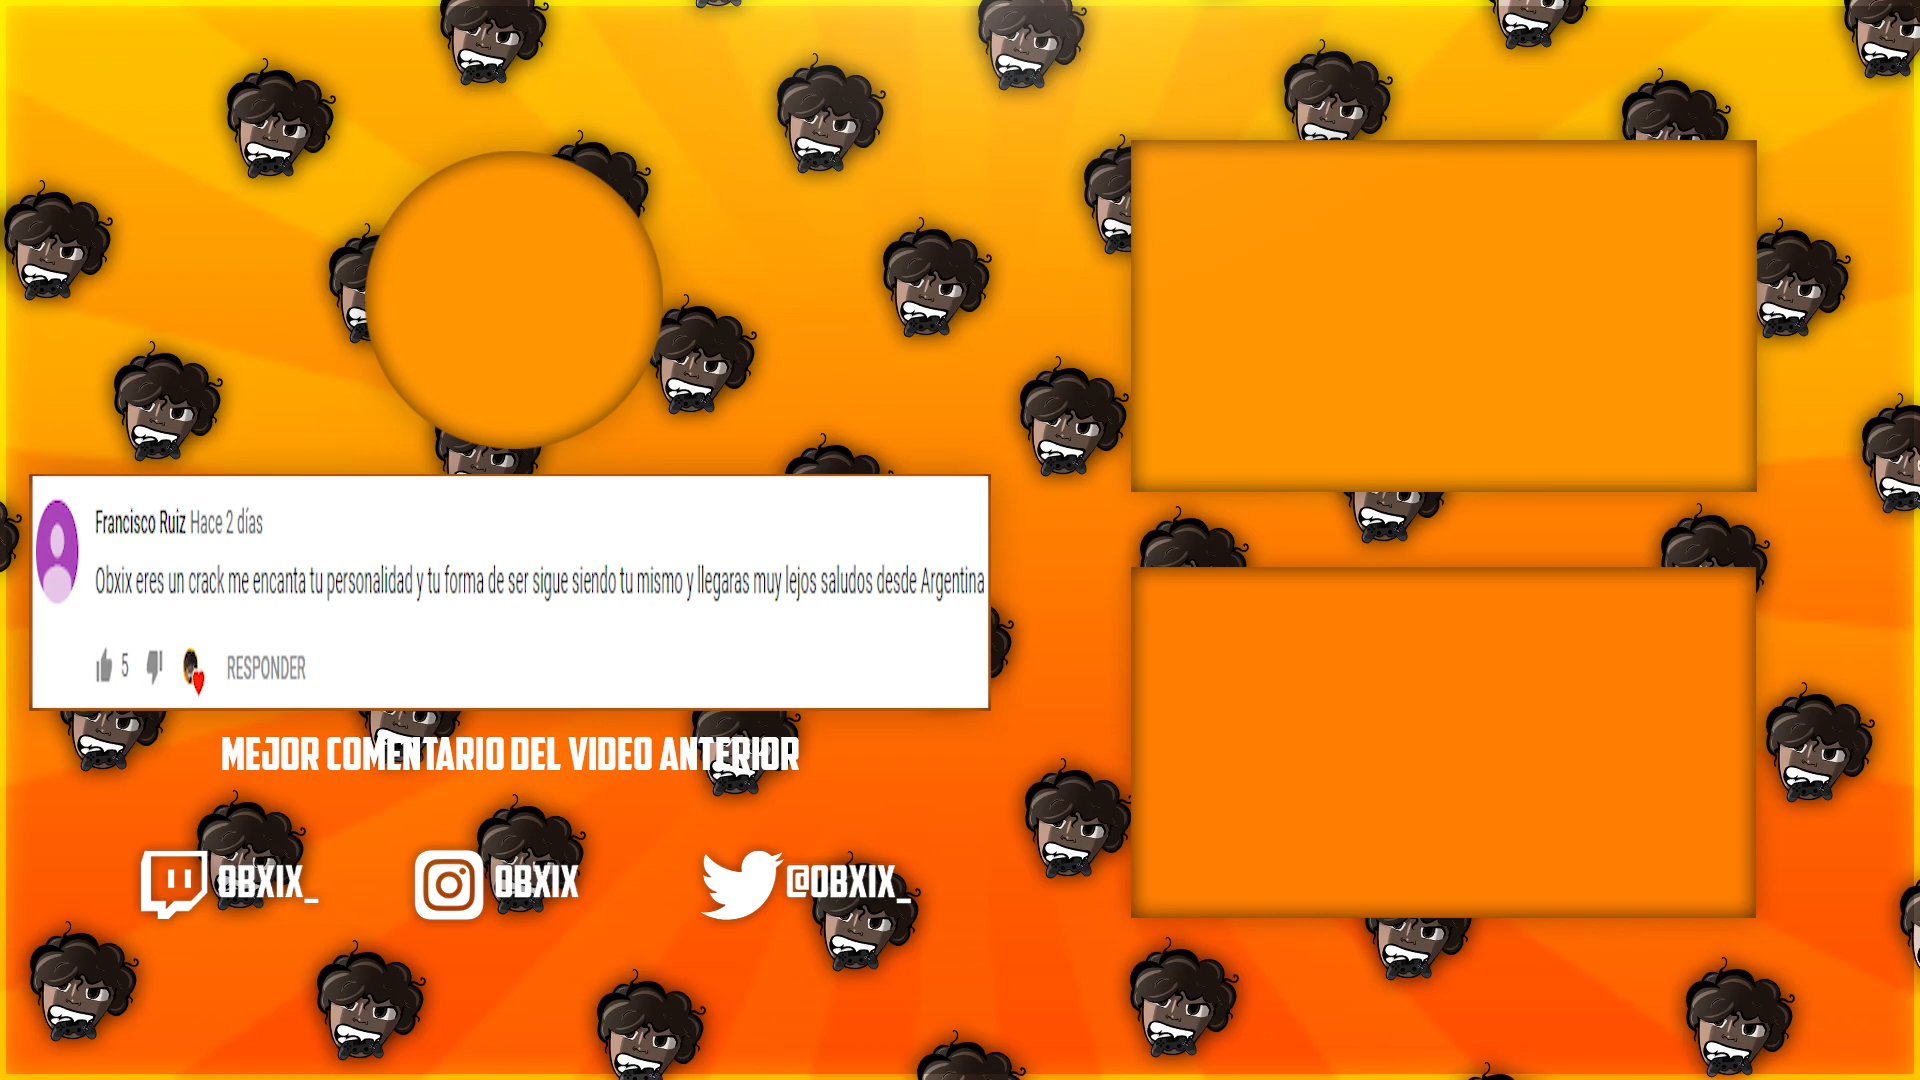 Francisco Ruiz Hace 2 días
Obxix eres un crack me encanta tu personalidad y tu forma de ser sigue siendo tu mismo y llegaras muy lejos saludos desde Argentina
5 RESPONDER
MEJOR COMENTARIO DEL VIDEO ANTERIOR
OBXIX_ OBXIX @OBXIX_